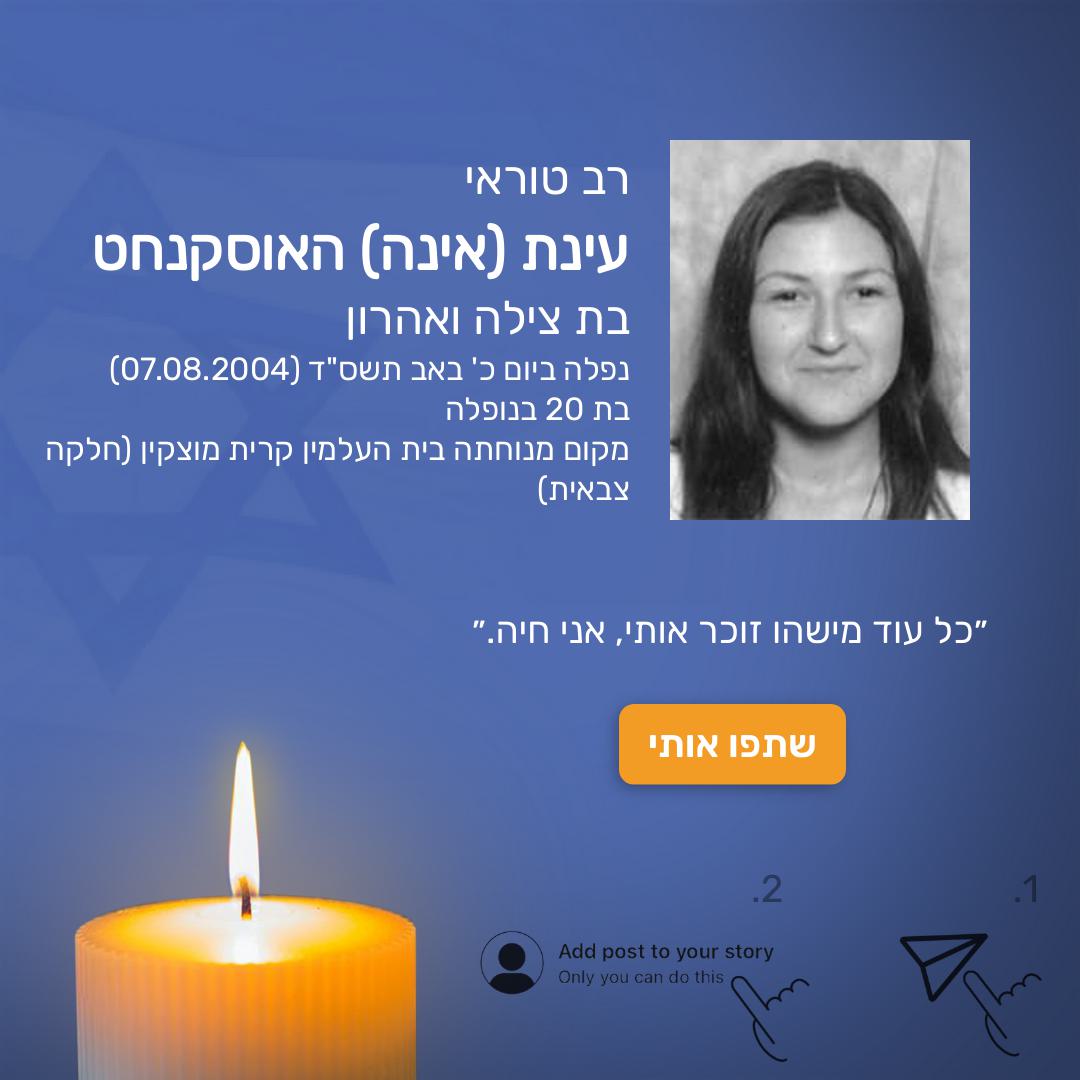 רב טוראי
עינת (אינה) האוסקנחט
בת צילה ואהרון
נפלה ביום כ' באב תשס"ד (07.08.2004)
בת 20 בנופלה
מקום מנוחתה בית העלמין קרית מוצקין (חלקה
צבאית)
״כל עוד מישהו זוכר אותי, אני חיה.״
שתפו אותי
1.
2.
Add post to your story
Only you can do this